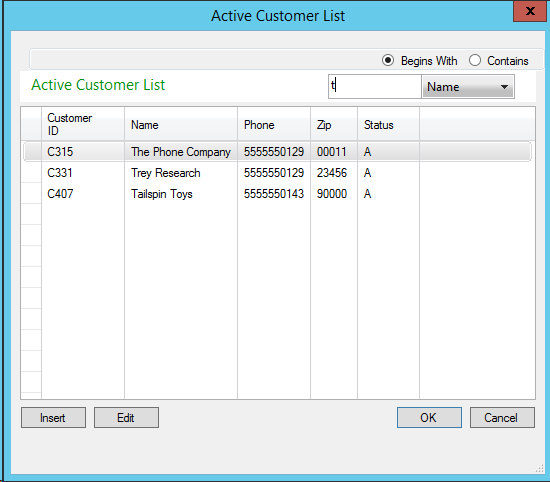 Active Customer List
X
Begins With Contains
Active Customer List t Name
Customer ID Name Phone Zip Status
C315 The Phone Company 5555550129 00011 A
C331 Trey Research 5555550129 23456 A
C407 Tailspin Toys 5555550143 90000 A
Insert Edit OK Cancel